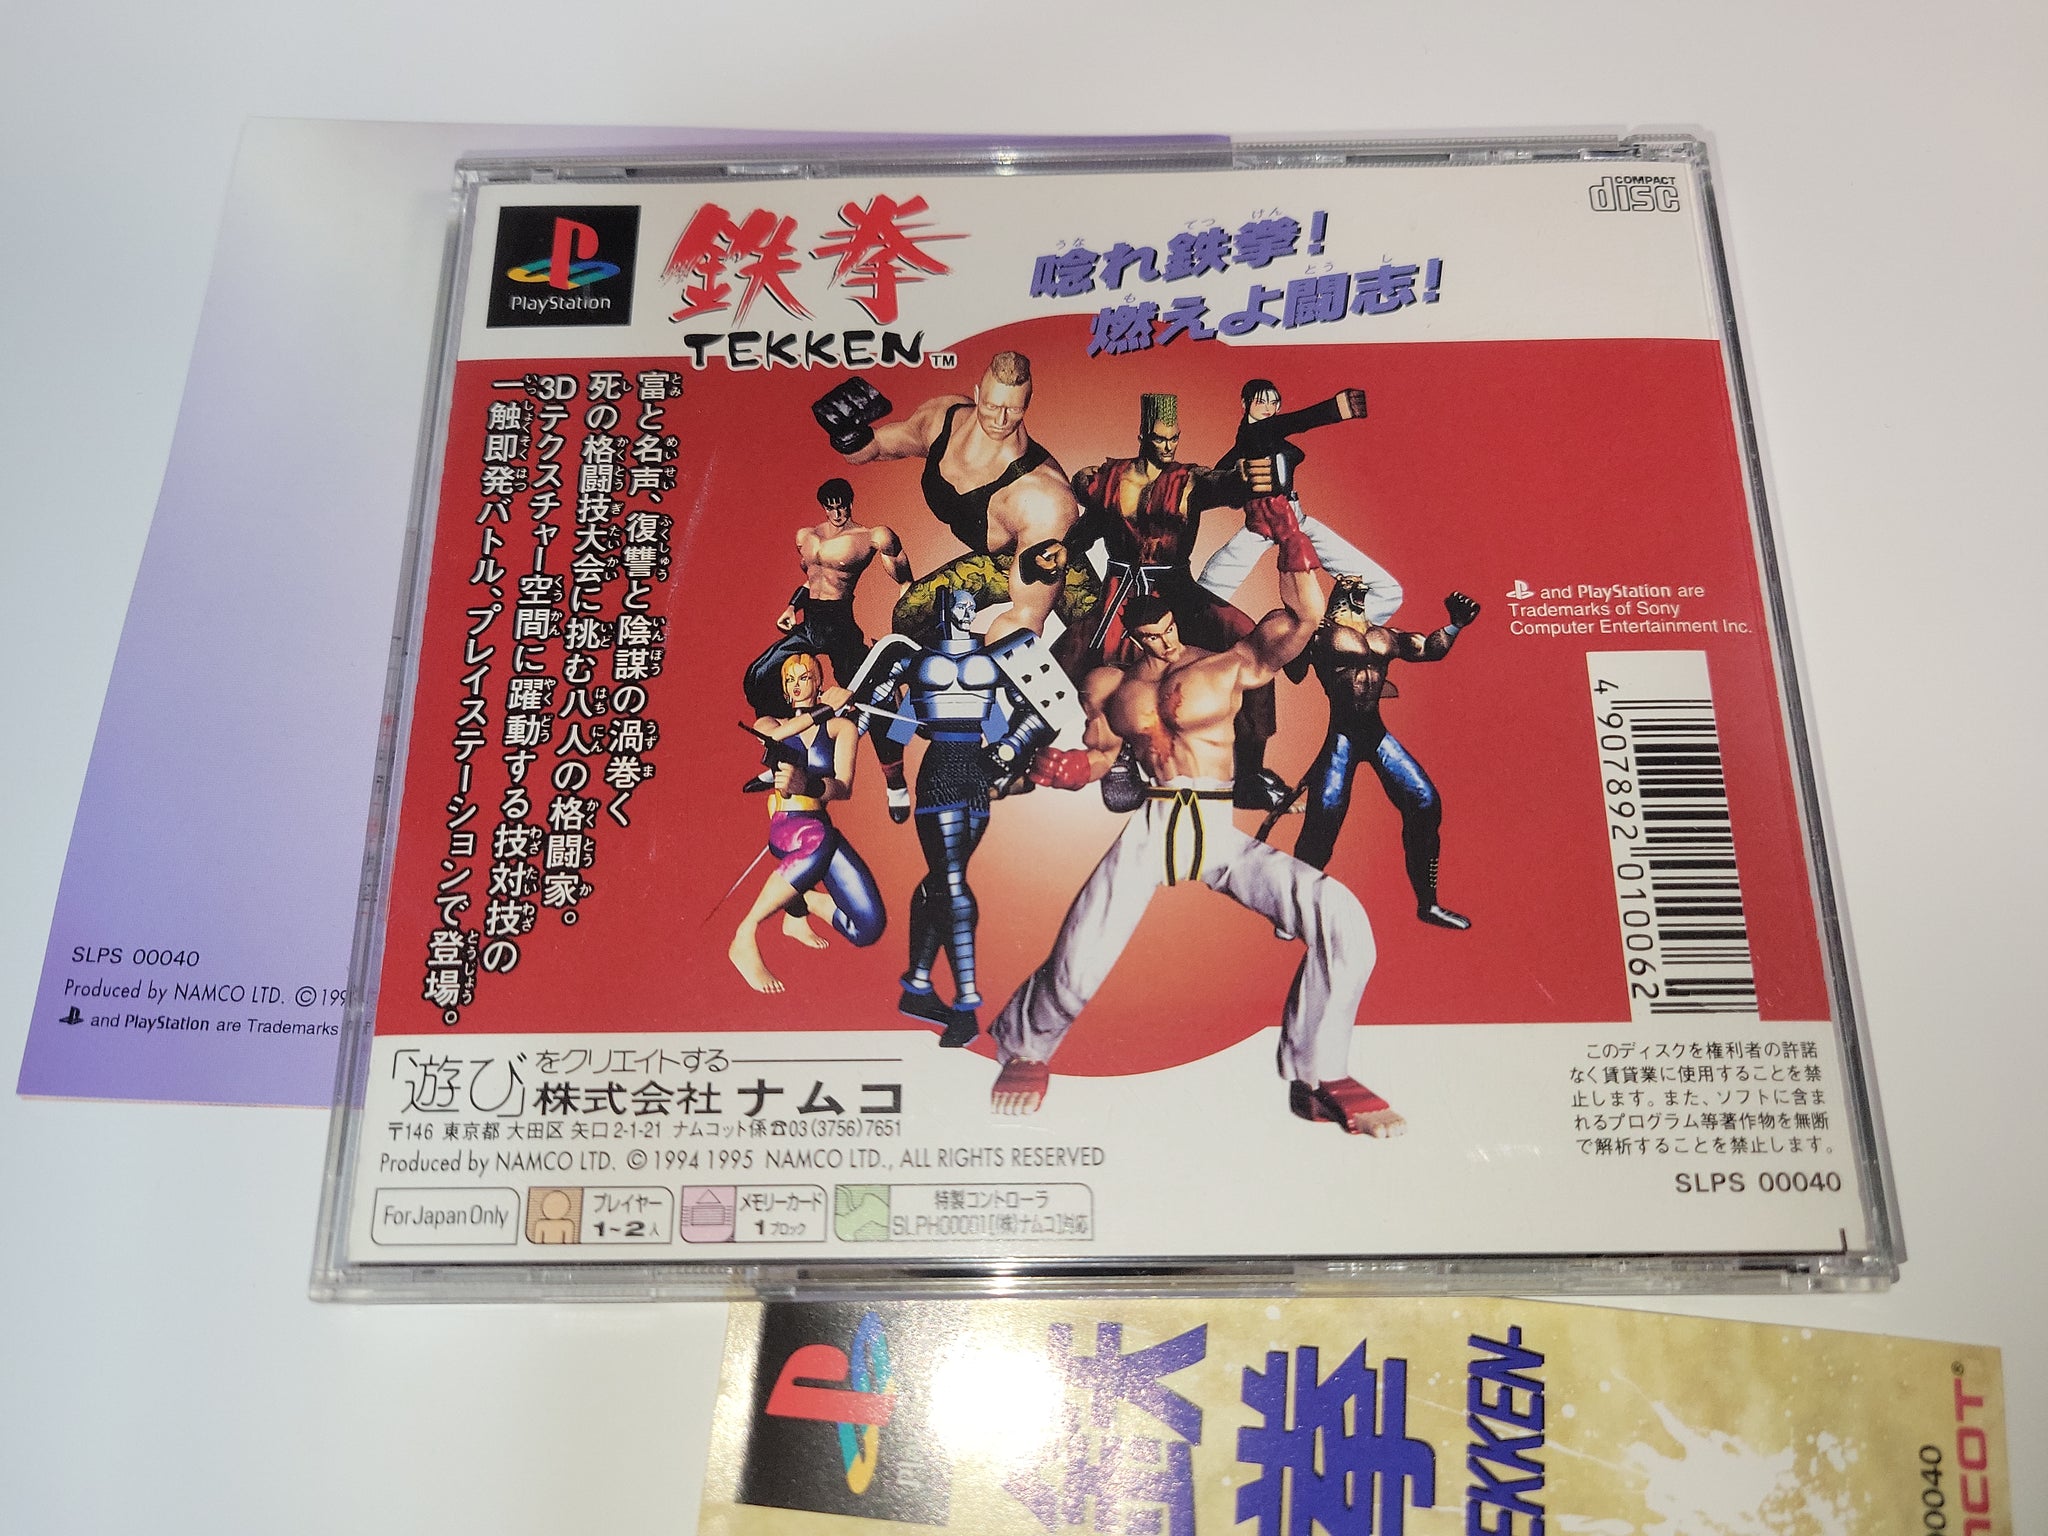 PlayStation
鉄拳
TEKKEN™
唸れ鉄拳!
燃えよ闘志!
COMPACT
disc
富と名声、復讐と陰謀の渦巻く
死の格闘技大会に挑む八人の格闘家。
3Dテクスチャー空間に躍動する技対技の
一触即発バトル、プレイステーションで登場。
and PlayStation are
Trademarks of Sony
Computer Entertainment Inc.
4 907892 010062
「遊び」をクリエイトする
株式会社 ナムコ
〒146 東京都 大田区 矢口2-1-21 ナムコット係☎03(3756)7651
Produced by NAMCO LTD. ©1994 1995 NAMCO LTD., ALL RIGHTS RESERVED
For Japan Only
プレイヤー
1~2人
メモリーカード
1ブロック
特製コントローラ
SLPH00001[(株)ナムコ]対応
このディスクを権利者の許諾
なく賃貸業に使用することを禁
止します。また、ソフトに含ま
れるプログラム等著作物を無断
で解析することを禁止します。
SLPS 00040
SLPS 00040
Produced by NAMCO LTD. ©199
and PlayStation are Trademarks
鉄拳
EKKEN
0040
NCOT®